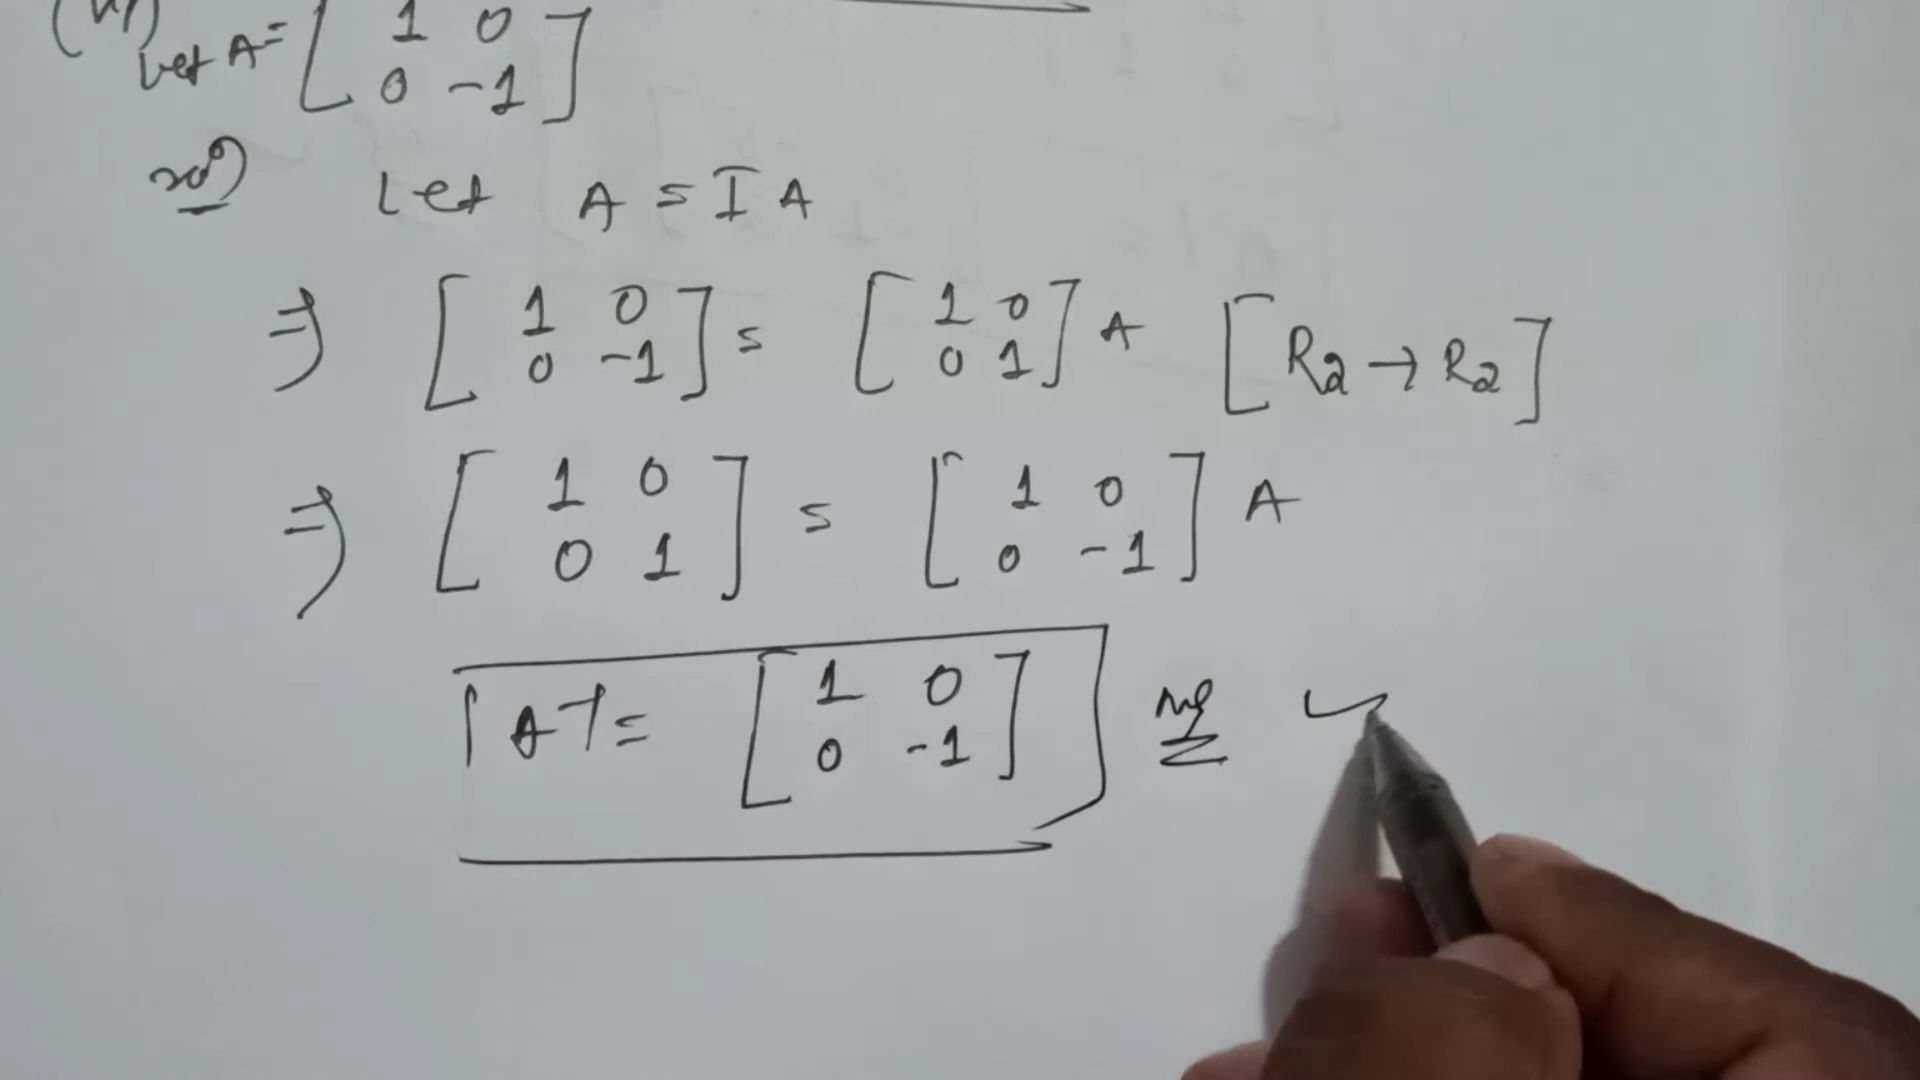 Let A = [ 1 0
0 -1 ]
Let A = I A
⇒ [ 1 0 ] = [ 1 0 ] A [ R2 → R2 ]
0 -1 0 1
⇒ [ 1 0 ] = [ 1 0 ] A
0 1 0 -1
A⁻¹ = [ 1 0
0 -1 ]